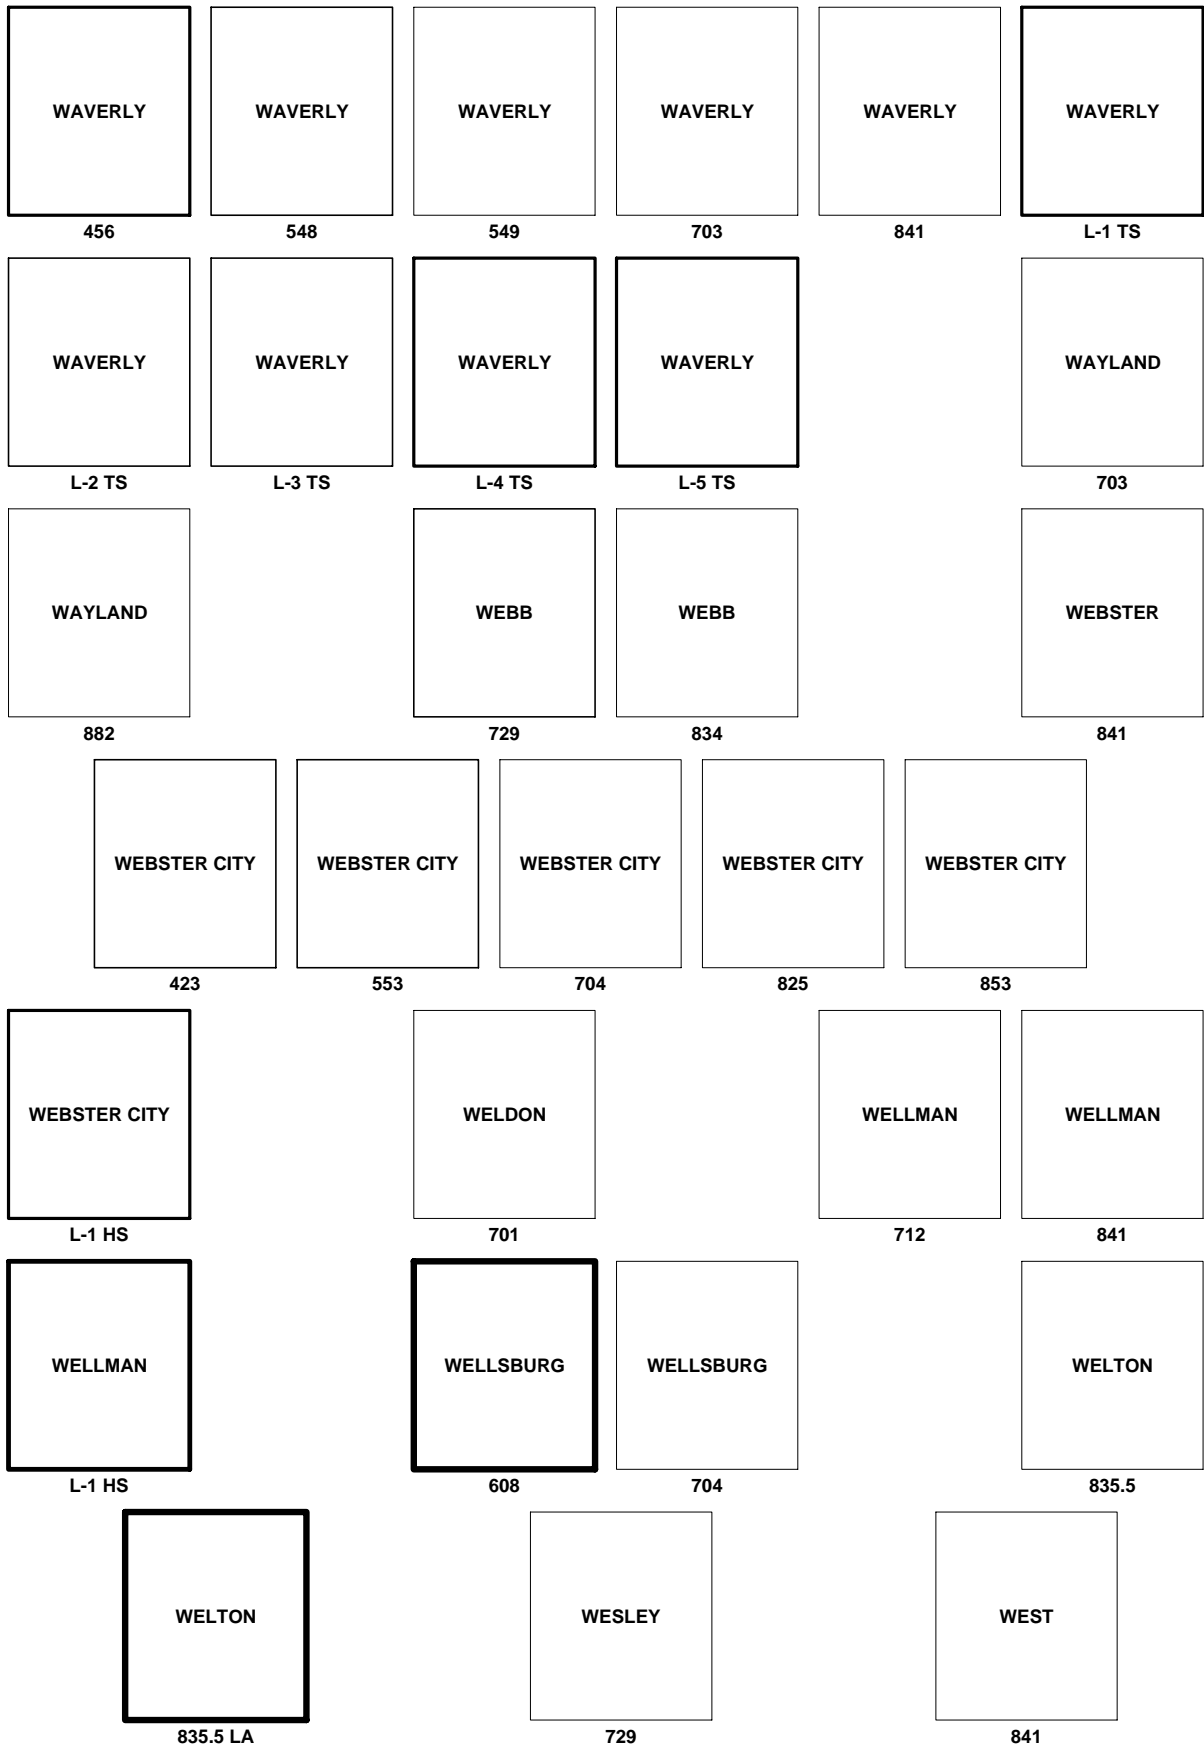 WAVERLY WAVERLY WAVERLY WAVERLY WAVERLY WAVERLY
456 548 549 703 841 L-1 TS
WAVERLY WAVERLY WAVERLY WAVERLY WAYLAND
L-2 TS L-3 TS L-4 TS L-5 TS 703
WAYLAND WEBB WEBB WEBSTER
882 729 834 841
WEBSTER CITY WEBSTER CITY WEBSTER CITY WEBSTER CITY WEBSTER CITY
423 553 704 825 853
WEBSTER CITY WELDON WELLMAN WELLMAN
L-1 HS 701 712 841
WELLMAN WELLSBURG WELLSBURG WELTON
L-1 HS 608 704 835.5
WELTON WESLEY WEST
835.5 LA 729 841